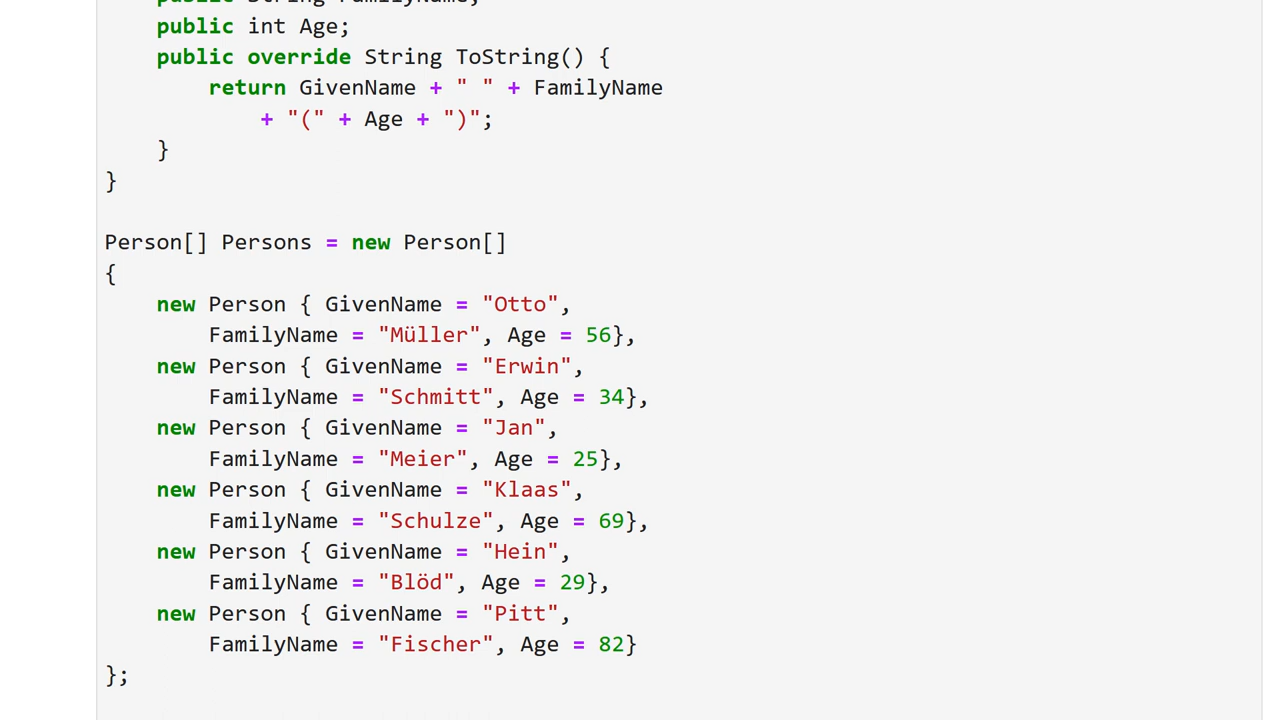 public String FamilyName;
public int Age;
public override String ToString() {
return GivenName + " " + FamilyName
+ "(" + Age + ")";
}
}
Person[] Persons = new Person[]
{
new Person { GivenName = "Otto",
FamilyName = "Müller", Age = 56},
new Person { GivenName = "Erwin",
FamilyName = "Schmitt", Age = 34},
new Person { GivenName = "Jan",
FamilyName = "Meier", Age = 25},
new Person { GivenName = "Klaas",
FamilyName = "Schulze", Age = 69},
new Person { GivenName = "Hein",
FamilyName = "Blöd", Age = 29},
new Person { GivenName = "Pitt",
FamilyName = "Fischer", Age = 82}
};